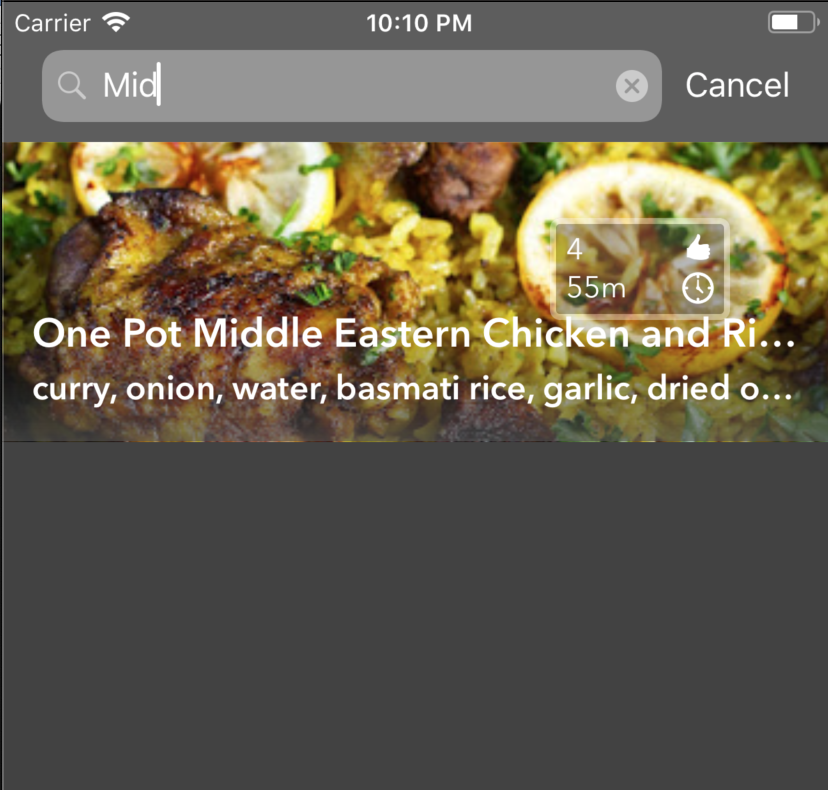 Carrier 10:10 PM
Mid Cancel
4
55m
One Pot Middle Eastern Chicken and Ri...
curry, onion, water, basmati rice, garlic, dried o...